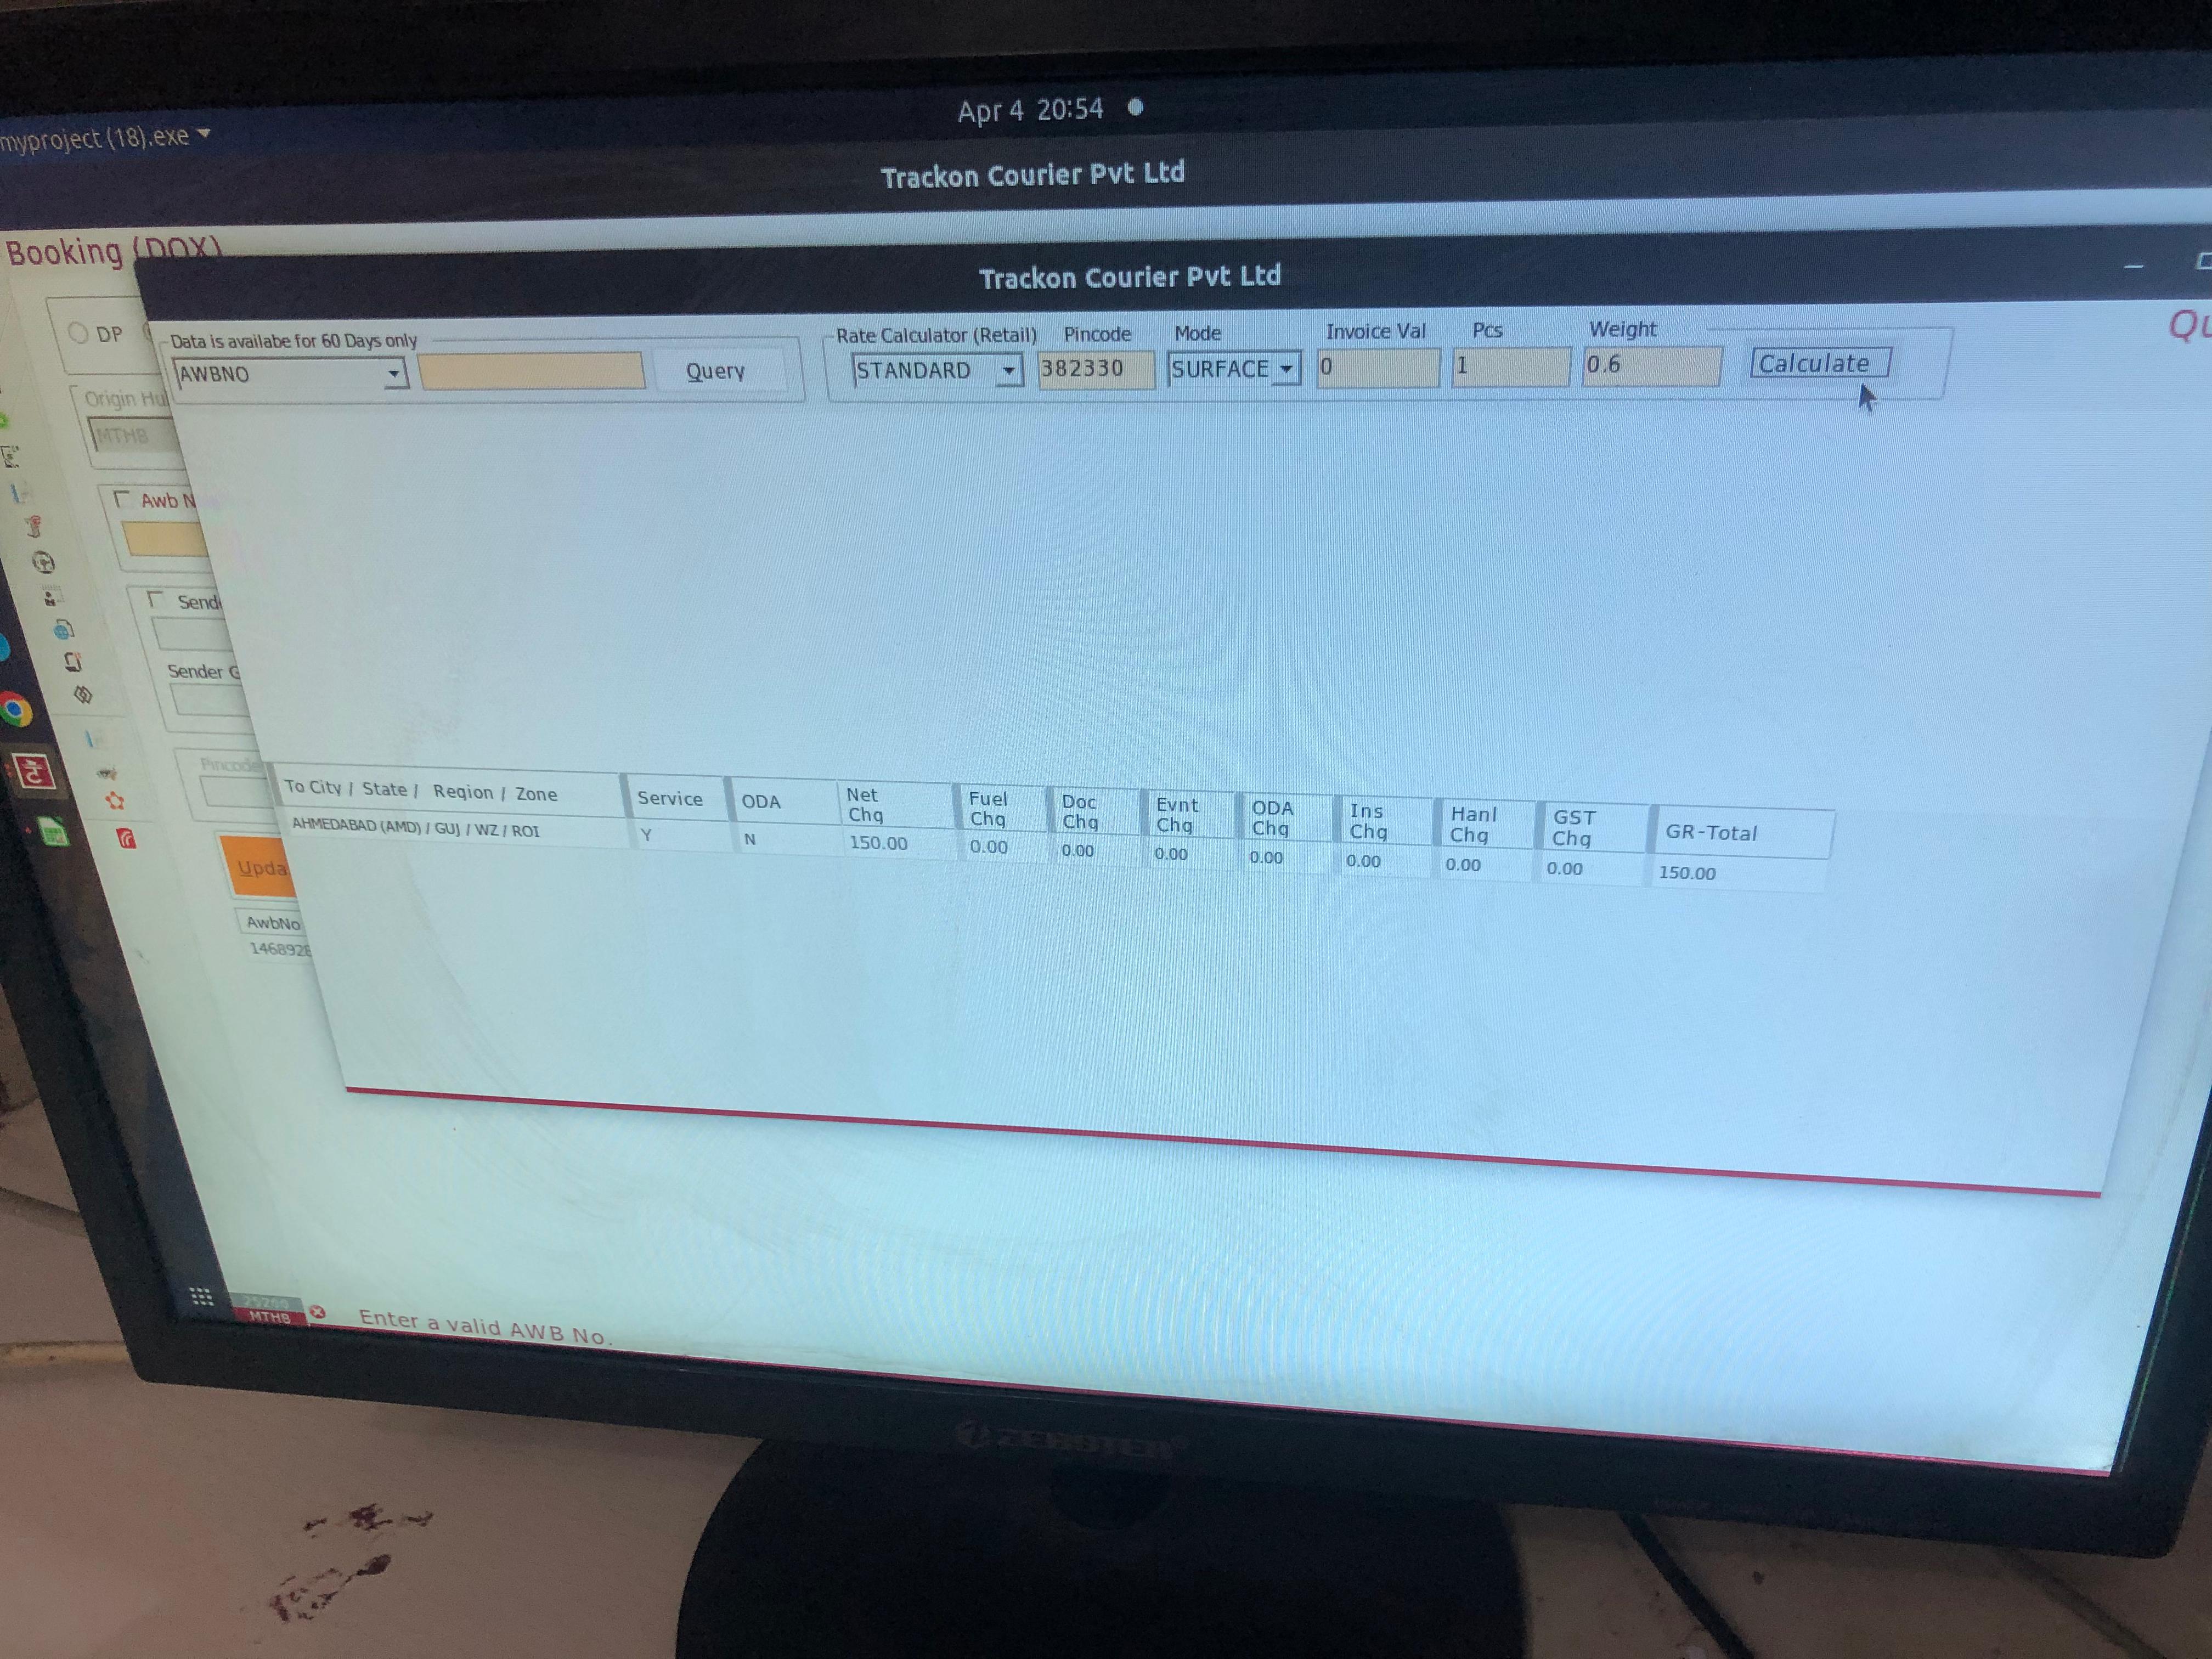 Apr 4 20:54
myproject (18).exe
Trackon Courier Pvt Ltd
Booking (DOX)
Trackon Courier Pvt Ltd
DP
Data is availabe for 60 Days only
AWBNO
Query
Rate Calculator (Retail) Pincode Mode Invoice Val Pcs Weight
STANDARD 382330 SURFACE 0 1 0.6 Calculate
Qu
Origin Hu
MTHB
Awb N
Send
Sender G
Pincode
To City / State / Region / Zone Service ODA Net Chg Fuel Chg Doc Chg Evnt Chg ODA Chg Ins Chg Hanl Chg GST Chg GR-Total
AHMEDABAD (AMD) / GUJ / WZ / ROI Y N 150.00 0.00 0.00 0.00 0.00 0.00 0.00 0.00 150.00
Upda
AwbNo
146892
MTHB
Enter a valid AWB No.